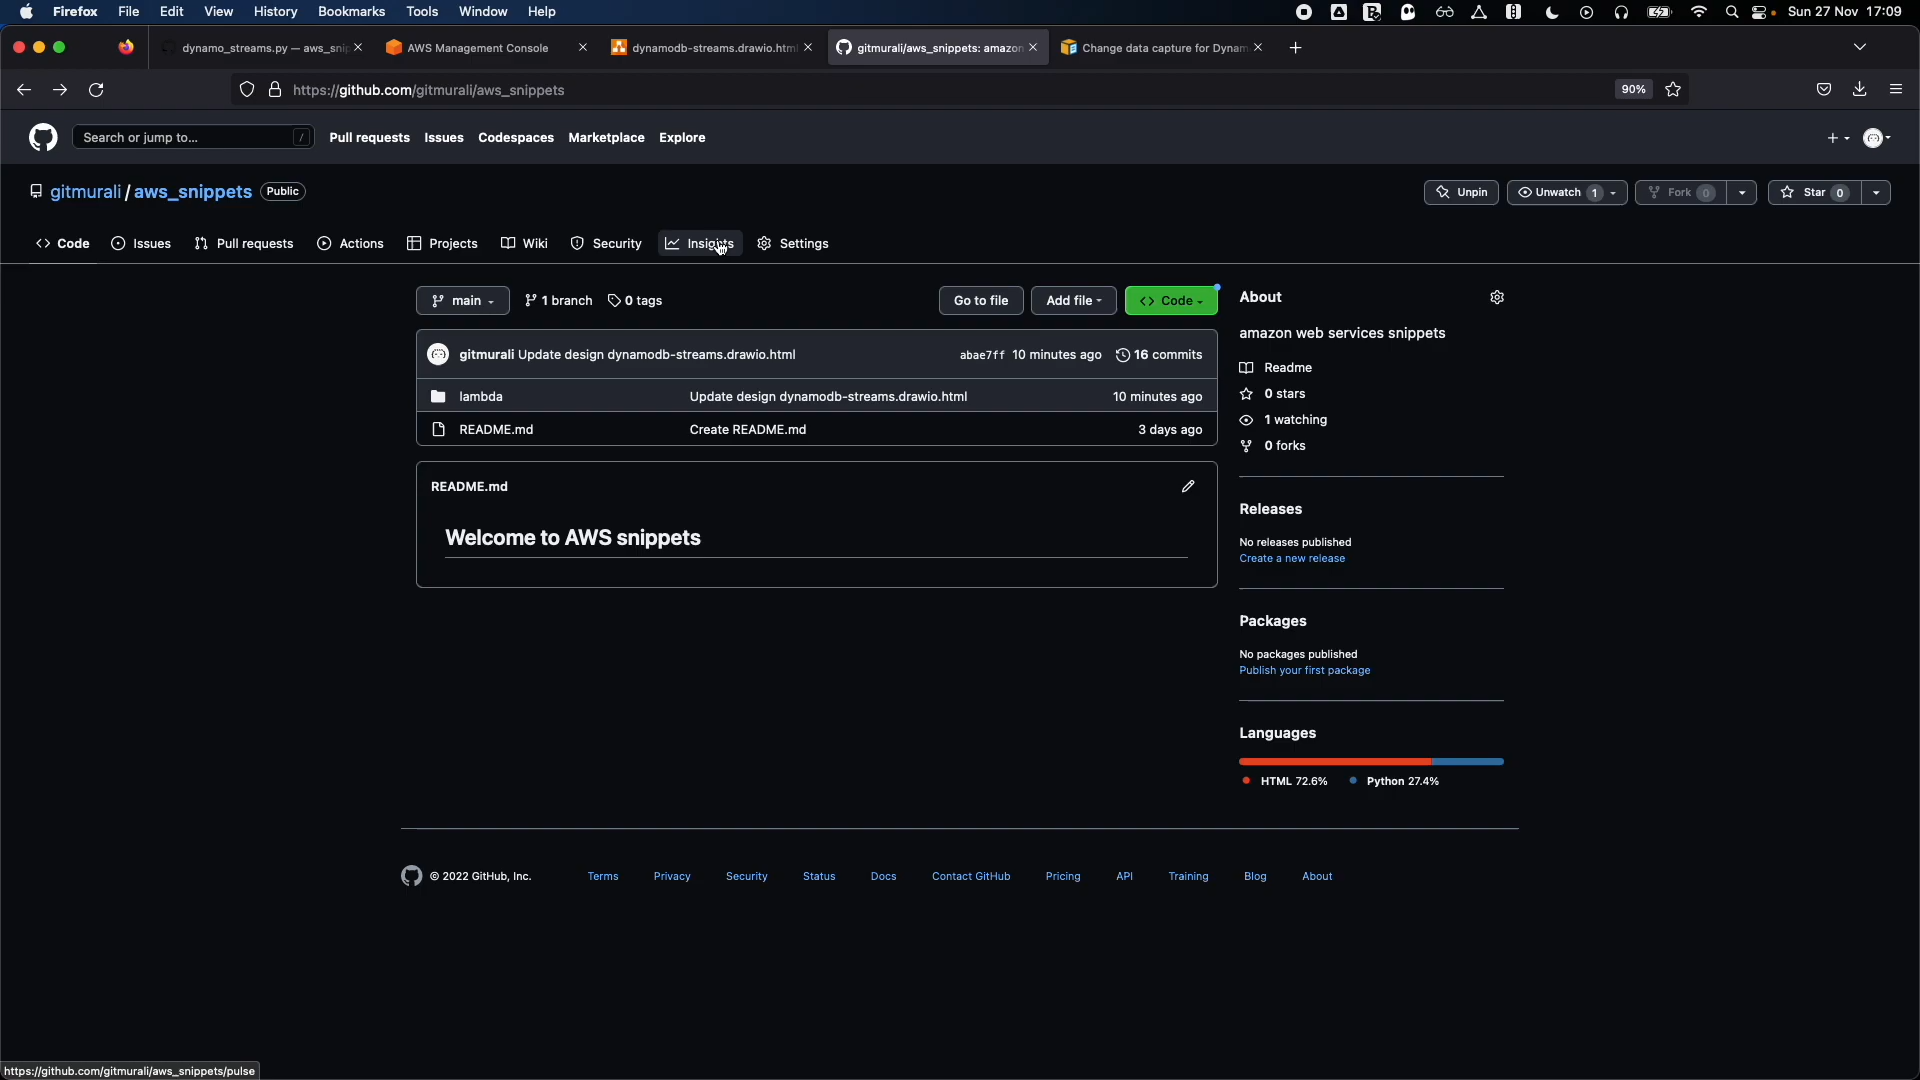 Firefox File Edit View History Bookmarks Tools Window Help Sun 27 Nov 17:09
dynamo_streams.py — aws_snip AWS Management Console dynamodb-streams.drawio.html gitmurali/aws_snippets: amazon Change data capture for Dynam
https://github.com/gitmurali/aws_snippets 90%
Search or jump to... / Pull requests Issues Codespaces Marketplace Explore
gitmurali / aws_snippets Public Unpin Unwatch 1 Fork 0 Star 0
Code Issues Pull requests Actions Projects Wiki Security Insights Settings
main 1 branch 0 tags Go to file Add file Code
About
amazon web services snippets
gitmurali Update design dynamodb-streams.drawio.html abae7ff 10 minutes ago 16 commits
Readme
lambda Update design dynamodb-streams.drawio.html 10 minutes ago
0 stars
1 watching
README.md Create README.md 3 days ago
0 forks
README.md
Releases
Welcome to AWS snippets
No releases published
Create a new release
Packages
No packages published
Publish your first package
Languages
HTML 72.6% Python 27.4%
© 2022 GitHub, Inc. Terms Privacy Security Status Docs Contact GitHub Pricing API Training Blog About
https://github.com/gitmurali/aws_snippets/pulse